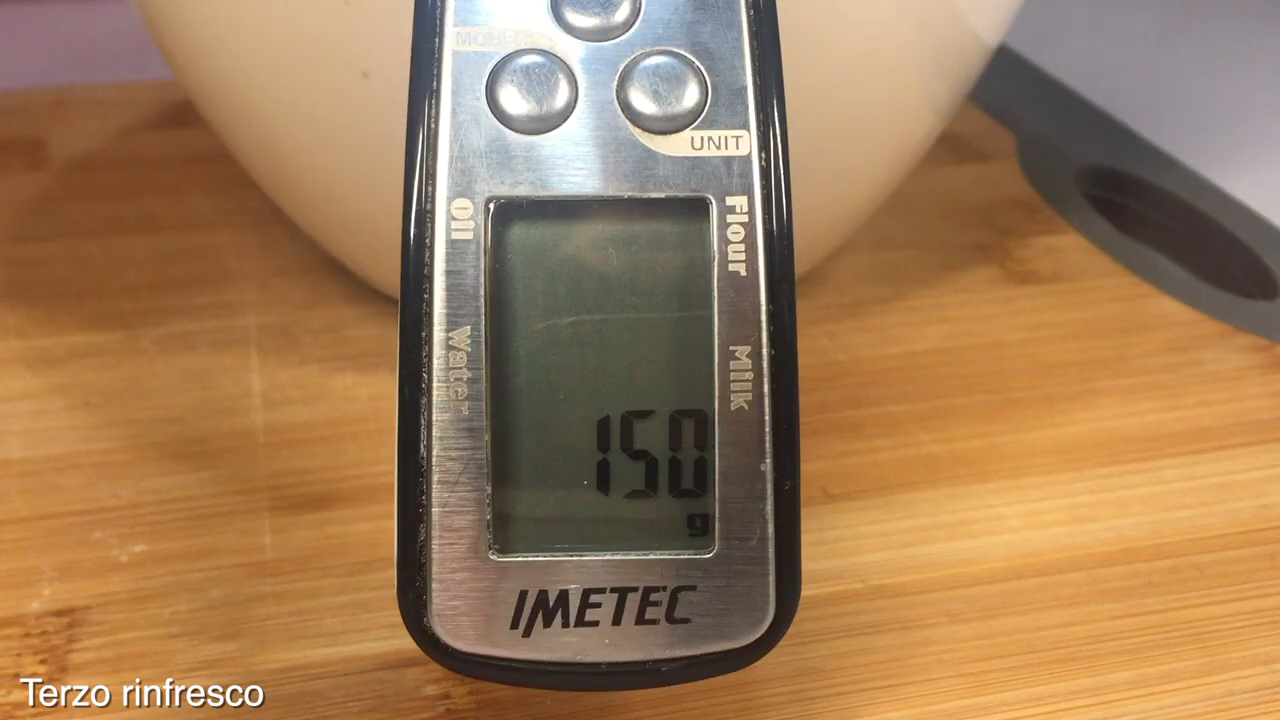 MODE
UNIT
Oil
Flour
Water
Milk
150
g
IMETEC
Terzo rinfresco